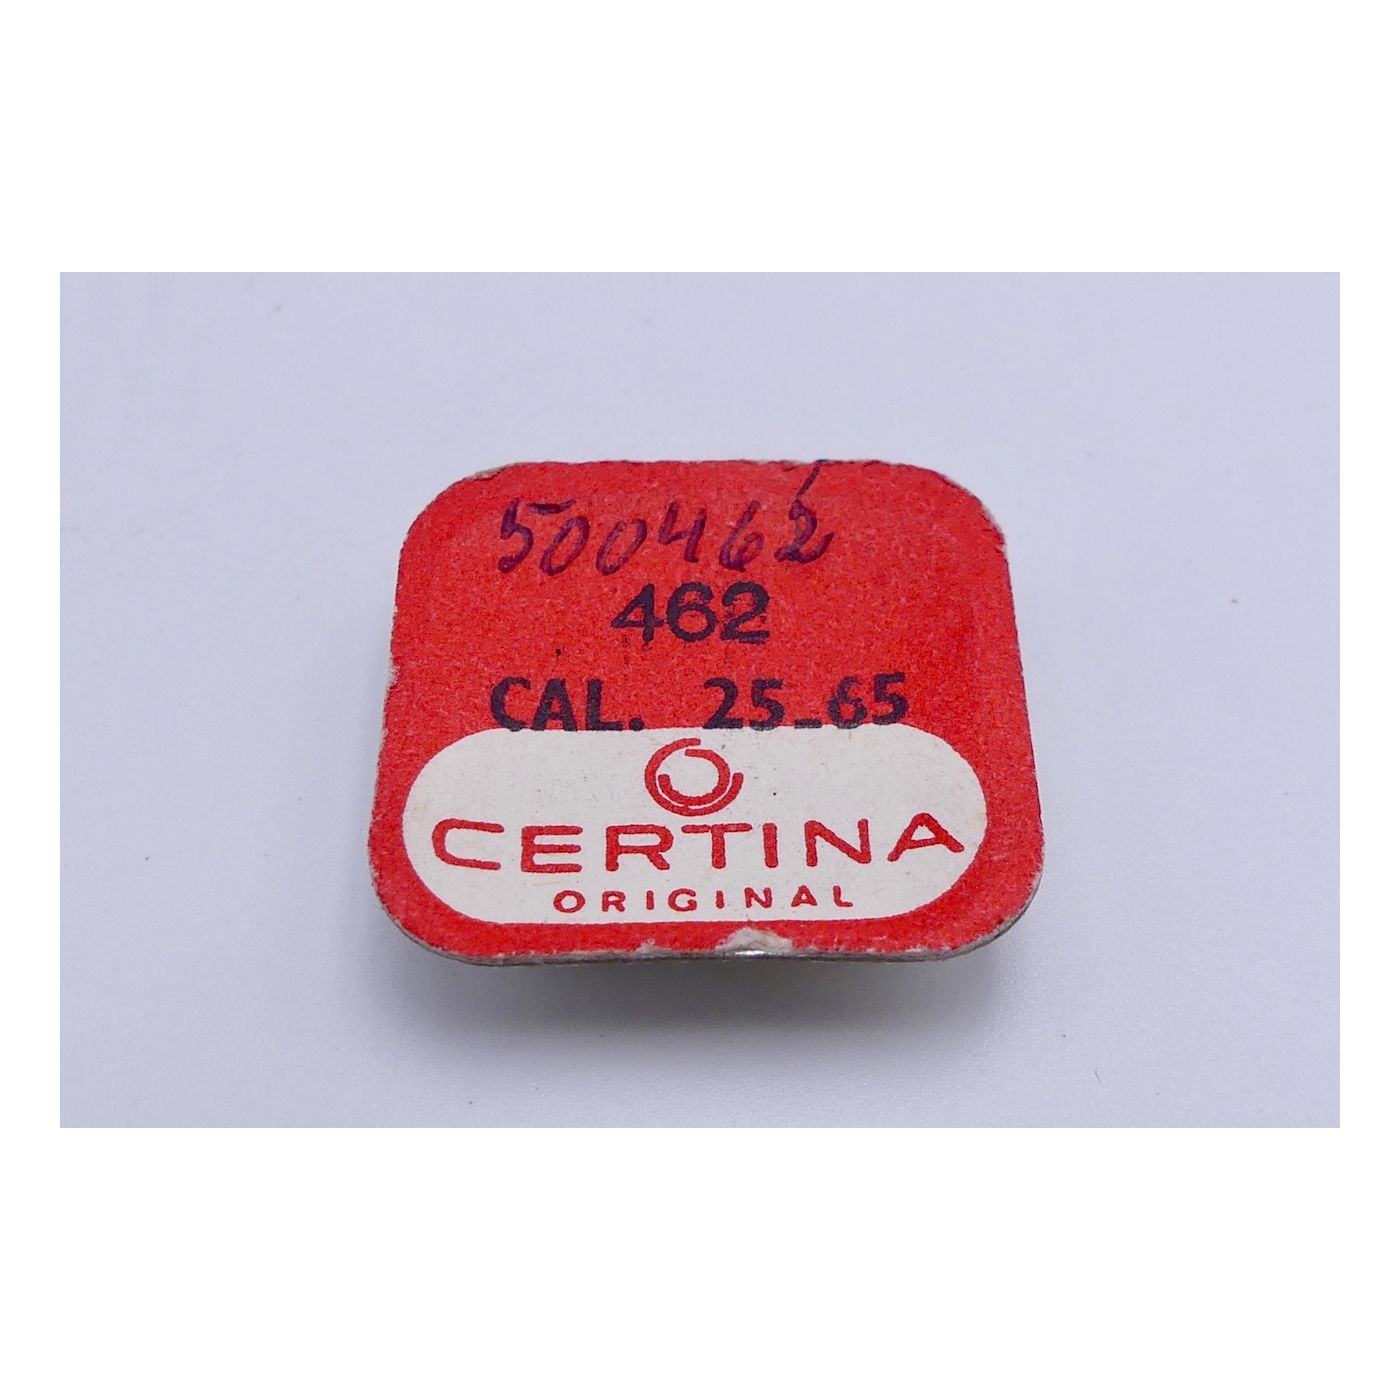 500462
462
CAL. 25-65
CERTINA
ORIGINAL